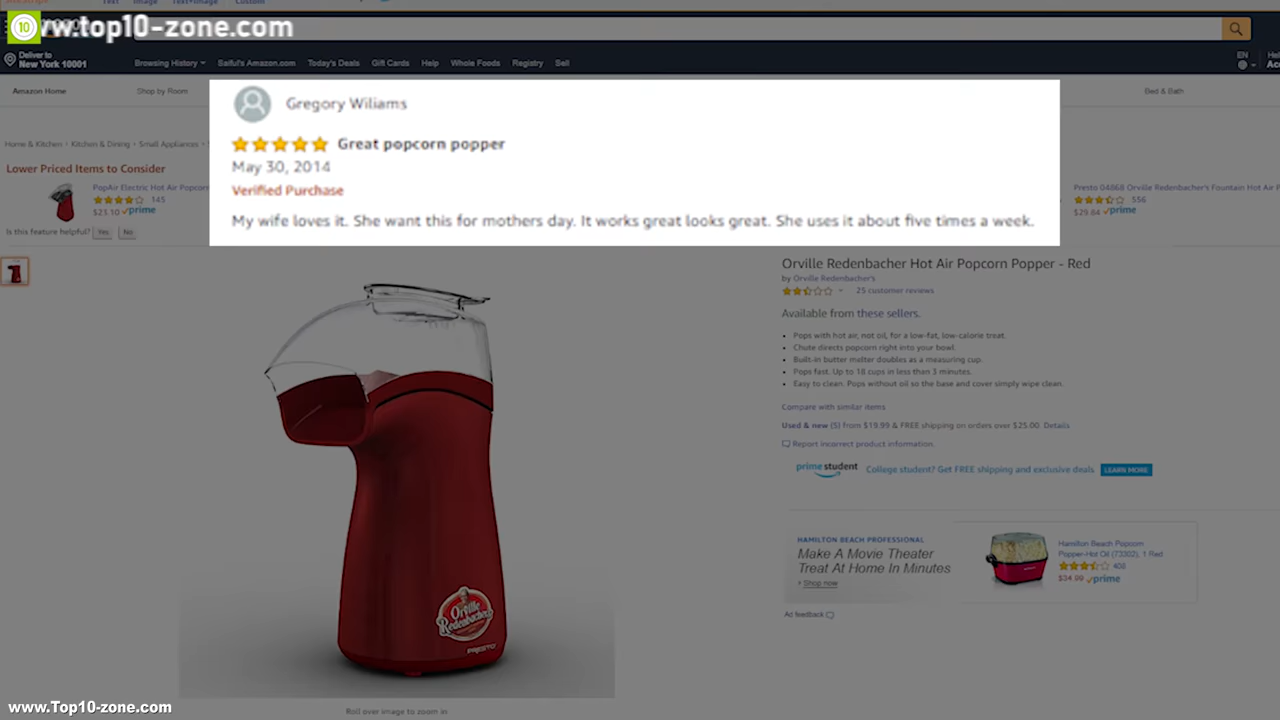 Text Image Text+Image Custom
10
www.top10-zone.com
Deliver to
New York 10001
Browsing History Saiful's Amazon.com Today's Deals Gift Cards Help Whole Foods Registry Sell
EN
Amazon Home Shop by Room Bed & Bath
Gregory Wiliams
Great popcorn popper
May 30, 2014
Verified Purchase
My wife loves it. She want this for mothers day. It works great looks great. She uses it about five times a week.
Home & Kitchen › Kitchen & Dining › Small Appliances ›
Lower Priced Items to Consider
PopAir Electric Hot Air Popcorn
145
$23.10 prime
Presto 04868 Orville Redenbacher's Fountain Hot Air P
556
$29.84 prime
Is this feature helpful? Yes No
Orville Redenbacher Hot Air Popcorn Popper - Red
by Orville Redenbacher's
25 customer reviews
Available from these sellers.
Pops with hot air, not oil, for a low-fat, low-calorie treat.
Chute directs popcorn right into your bowl.
Built-in butter melter doubles as a measuring cup.
Pops fast. Up to 18 cups in less than 3 minutes.
Easy to clean. Pops without oil so the base and cover simply wipe clean.
Compare with similar items
Used & new (5) from $19.99 & FREE shipping on orders over $25.00. Details
Report incorrect product information.
prime student College student? Get FREE shipping and exclusive deals LEARN MORE
HAMILTON BEACH PROFESSIONAL
Make A Movie Theater
Treat At Home In Minutes
› Shop now
Hamilton Beach Popcorn
Popper-Hot Oil (73302), 1 Red
408
$34.99 prime
Ad feedback
Orville
Redenbacher's
PRESTO
Roll over image to zoom in
www.Top10-zone.com